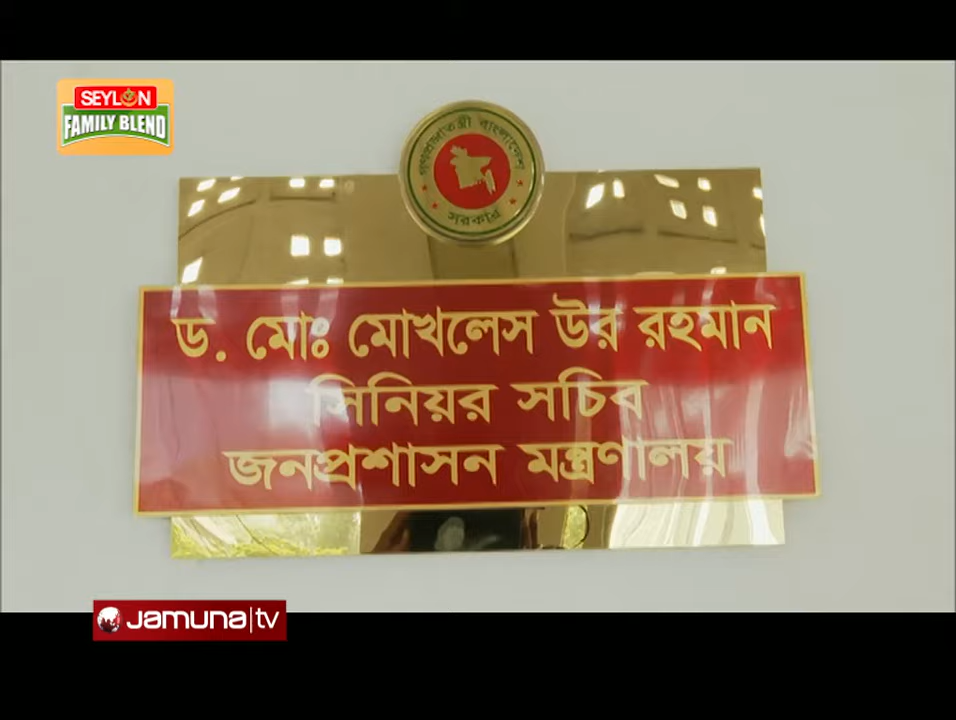 SEYLON
FAMILY BLEND
গণপ্রজাতন্ত্রী বাংলাদেশ
সরকার
ড. মোঃ মোখলেস উর রহমান
সিনিয়র সচিব
জনপ্রশাসন মন্ত্রণালয়
JAMUNA|tv